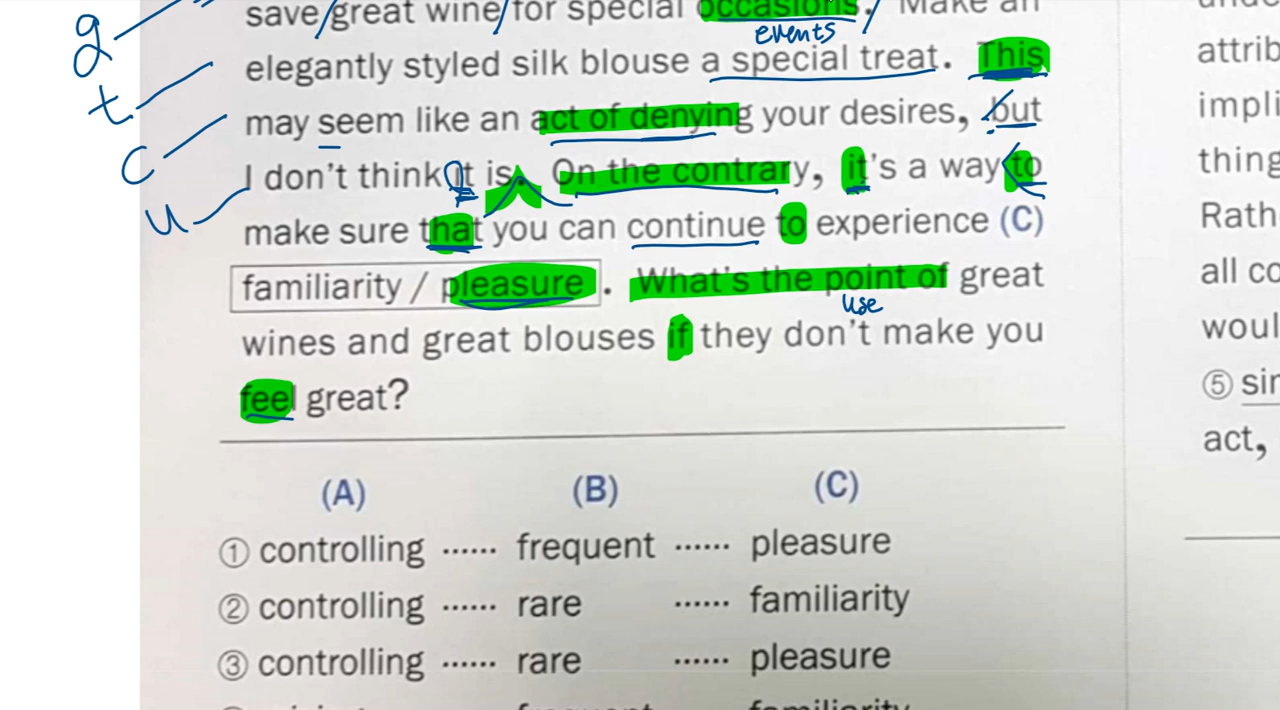 save/great wine/for special occasions./ Make an
events
g
elegantly styled silk blouse a special treat. This
t
may seem like an act of denying your desires, but
c
I don't think it is. On the contrary, it's a way to
u
make sure that you can continue to experience (C)
familiarity / pleasure. What's the point of great
use
wines and great blouses if they don't make you
feel great?
(A) (B) (C)
① controlling ...... frequent ...... pleasure
② controlling ...... rare ...... familiarity
③ controlling ...... rare ...... pleasure
frequent familiarity
attrib
impli
thing
Rath
all co
woul
⑤ sir
act,